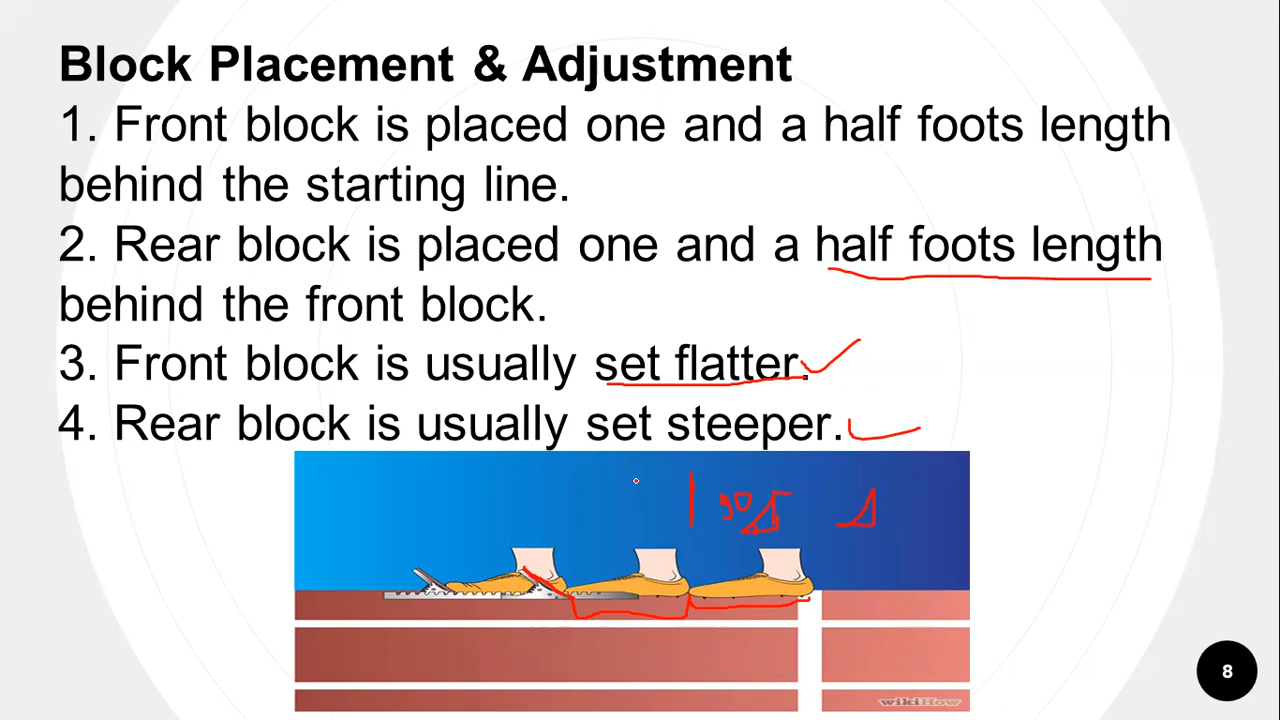 Block Placement & Adjustment
1. Front block is placed one and a half foots length
behind the starting line.
2. Rear block is placed one and a half foots length
behind the front block.
3. Front block is usually set flatter.
4. Rear block is usually set steeper.
90
wikiHow
8